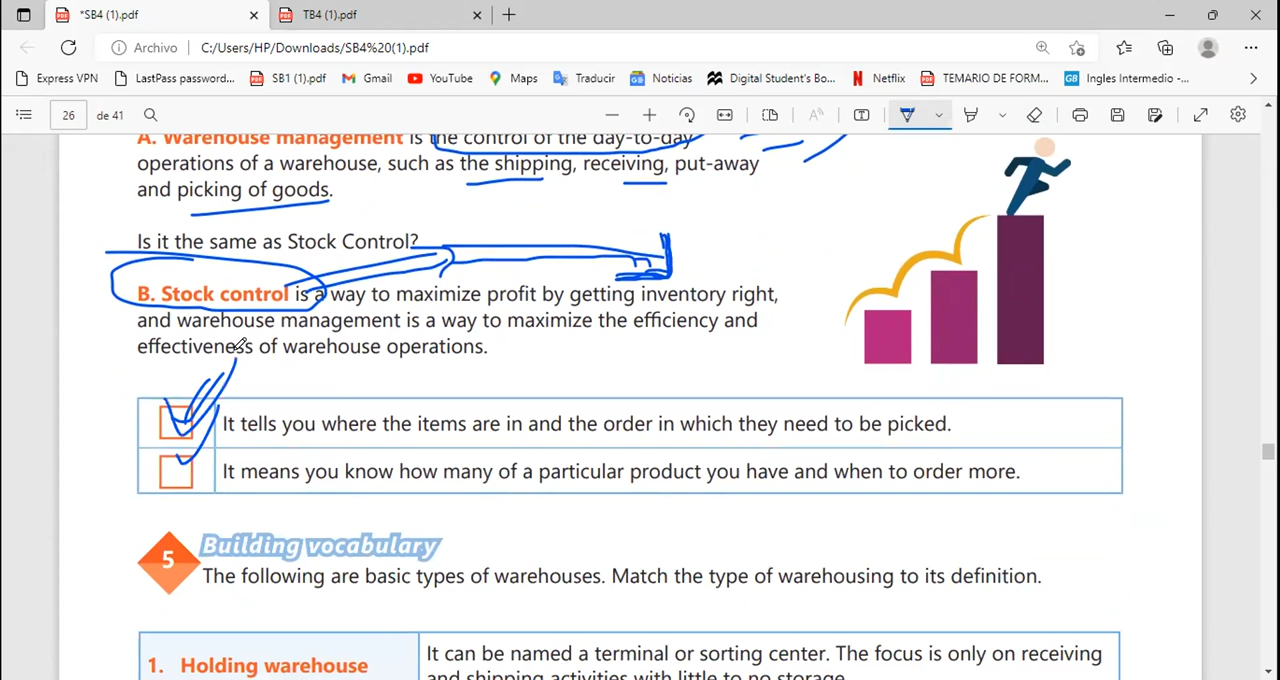 *SB4 (1).pdf
TB4 (1).pdf
Archivo
C:/Users/HP/Downloads/SB4%20(1).pdf
Express VPN
LastPass password...
SB1 (1).pdf
Gmail
YouTube
Maps
Traducir
Noticias
Digital Student's Bo...
Netflix
TEMARIO DE FORM...
Ingles Intermedio -...
26 de 41
A. Warehouse management is the control of the day-to-day
operations of a warehouse, such as the shipping, receiving, put-away
and picking of goods.
Is it the same as Stock Control?
B. Stock control is a way to maximize profit by getting inventory right,
and warehouse management is a way to maximize the efficiency and
effectiveness of warehouse operations.
It tells you where the items are in and the order in which they need to be picked.
It means you know how many of a particular product you have and when to order more.
5 Building vocabulary
The following are basic types of warehouses. Match the type of warehousing to its definition.
1. Holding warehouse
It can be named a terminal or sorting center. The focus is only on receiving
and shipping activities with little to no storage.